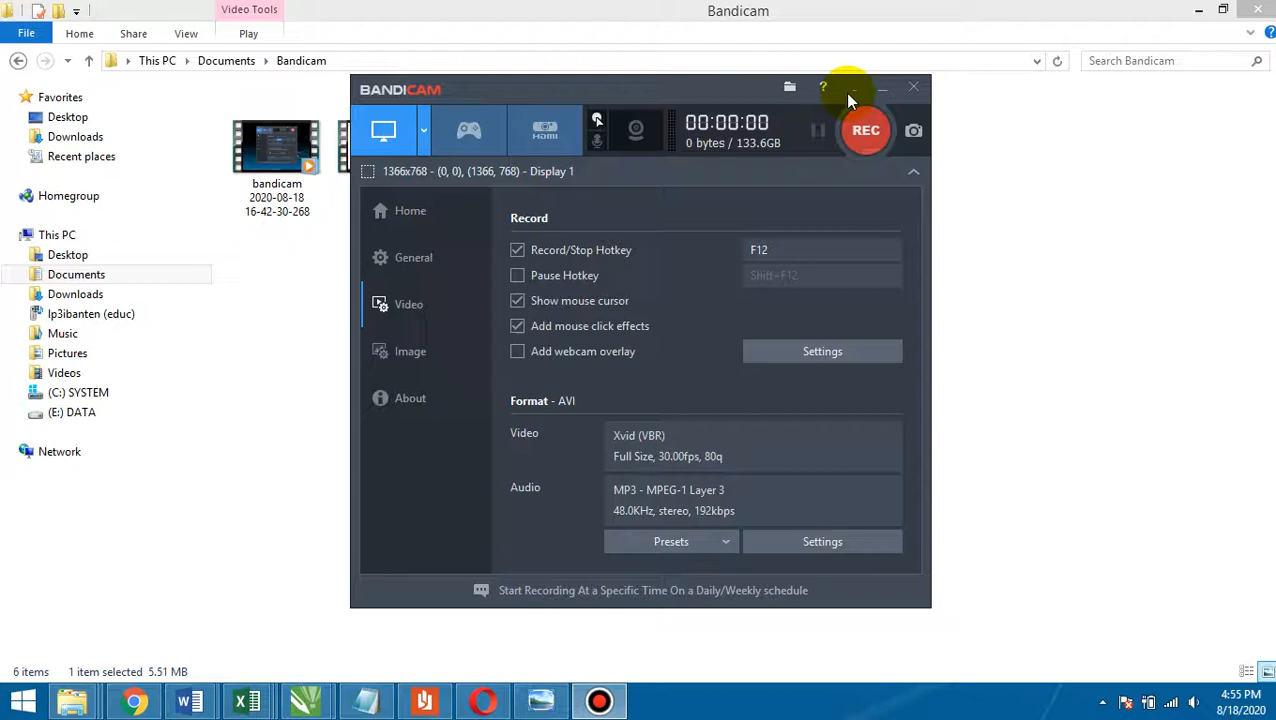 Video Tools
Bandicam
File
Home
Share
View
Play
This PC
Documents
Bandicam
Search Bandicam
Favorites
Desktop
Downloads
Recent places
Homegroup
This PC
Desktop
Documents
Downloads
lp3ibanten (educ)
Music
Pictures
Videos
(C:) SYSTEM
(E:) DATA
Network
bandicam
2020-08-18
16-42-30-268
BANDICAM
?
HDMI
00:00:00
0 bytes / 133.6GB
REC
1366x768 - (0, 0), (1366, 768) - Display 1
Home
General
Video
Image
About
Record
Record/Stop Hotkey
F12
Pause Hotkey
Shift+F12
Show mouse cursor
Add mouse click effects
Add webcam overlay
Settings
Format - AVI
Video
Xvid (VBR)
Full Size, 30.00fps, 80q
Audio
MP3 - MPEG-1 Layer 3
48.0KHz, stereo, 192kbps
Presets
Settings
Start Recording At a Specific Time On a Daily/Weekly schedule
6 items
1 item selected 5.51 MB
4:55 PM
8/18/2020